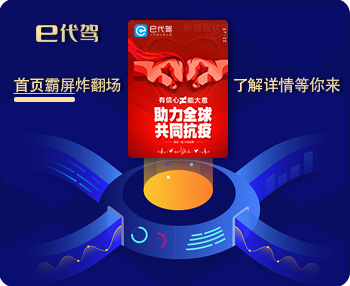 e代驾
e代驾
首页霸屏炸翻场
了解详情等你来
有信心 不能大意
助力全球
共同抗疫